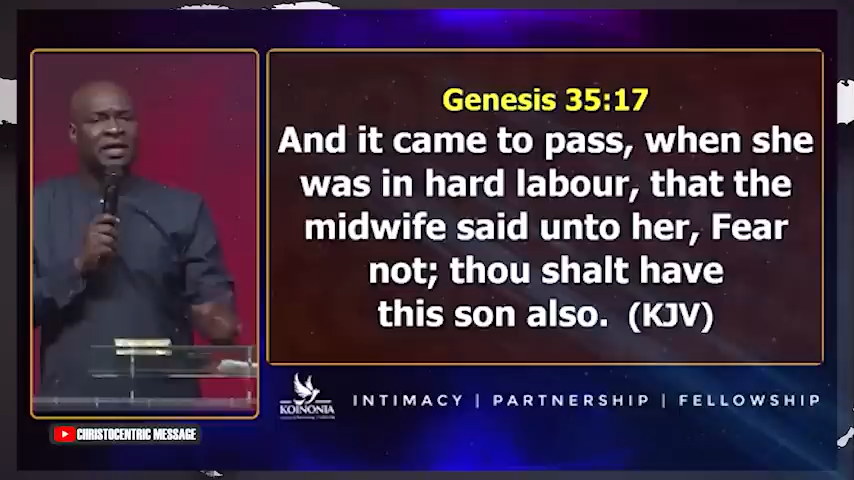 Genesis 35:17
And it came to pass, when she
was in hard labour, that the
midwife said unto her, Fear
not; thou shalt have
this son also. (KJV)
KOINONIA
INTIMACY | PARTNERSHIP | FELLOWSHIP
CHRISTOCENTRIC MESSAGE